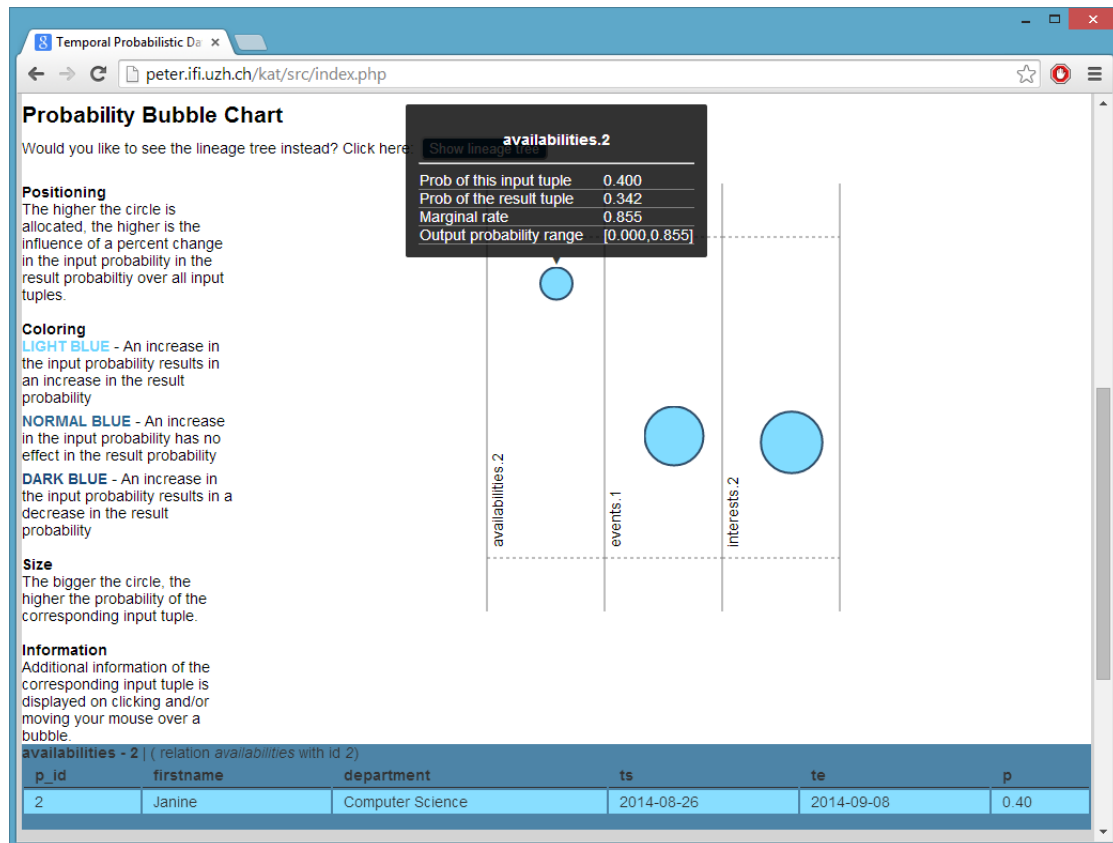 Temporal Probabilistic Da
peter.ifi.uzh.ch/kat/src/index.php
Probability Bubble Chart
Would you like to see the lineage tree instead? Click here: Show lineage tree
availabilities.2
Prob of this input tuple 0.400
Prob of the result tuple 0.342
Marginal rate 0.855
Output probability range [0.000,0.855]
Positioning
The higher the circle is
allocated, the higher is the
influence of a percent change
in the input probability in the
result probabiltiy over all input
tuples.
Coloring
LIGHT BLUE - An increase in
the input probability results in
an increase in the result
probability
NORMAL BLUE - An increase
in the input probability has no
effect in the result probability
DARK BLUE - An increase in
the input probability results in a
decrease in the result
probability
Size
The bigger the circle, the
higher the probability of the
corresponding input tuple.
Information
Additional information of the
corresponding input tuple is
displayed on clicking and/or
moving your mouse over a
bubble.
availabilities.2
events.1
interests.2
availabilities - 2 | ( relation availabilities with id 2)
p_id firstname department ts te p
2 Janine Computer Science 2014-08-26 2014-09-08 0.40